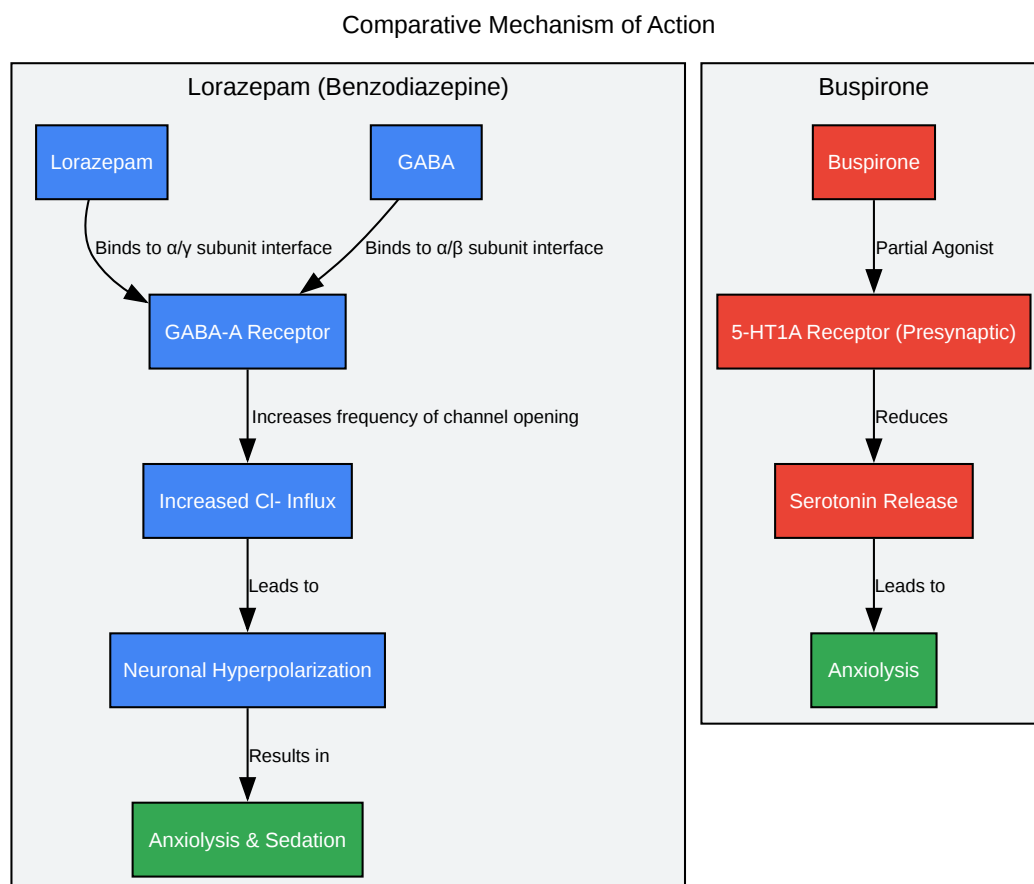 Comparative Mechanism of Action
Lorazepam (Benzodiazepine)
Lorazepam
GABA
Binds to α/γ subunit interface
Binds to α/β subunit interface
GABA-A Receptor
Increases frequency of channel opening
Increased Cl- Influx
Leads to
Neuronal Hyperpolarization
Results in
Anxiolysis & Sedation
Buspirone
Buspirone
Partial Agonist
5-HT1A Receptor (Presynaptic)
Reduces
Serotonin Release
Leads to
Anxiolysis